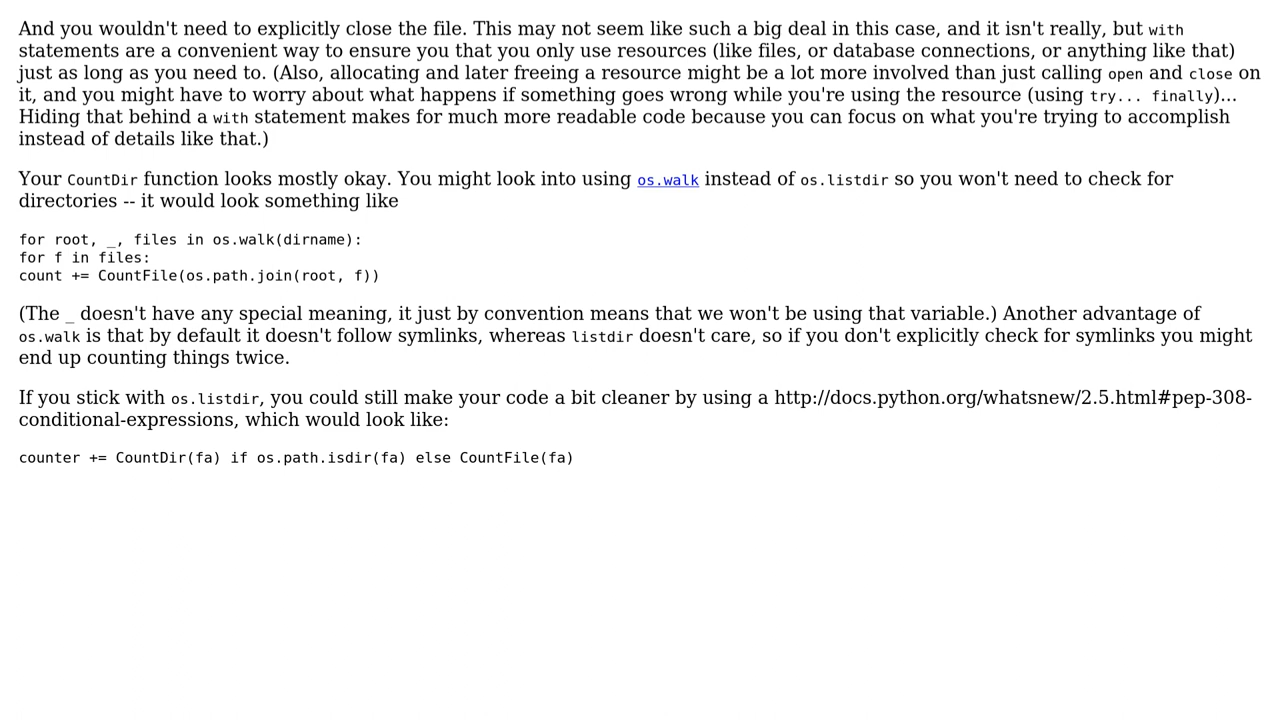 And you wouldn't need to explicitly close the file. This may not seem like such a big deal in this case, and it isn't really, but with
statements are a convenient way to ensure you that you only use resources (like files, or database connections, or anything like that)
just as long as you need to. (Also, allocating and later freeing a resource might be a lot more involved than just calling open and close on
it, and you might have to worry about what happens if something goes wrong while you're using the resource (using try... finally)...
Hiding that behind a with statement makes for much more readable code because you can focus on what you're trying to accomplish
instead of details like that.)
Your CountDir function looks mostly okay. You might look into using os.walk instead of os.listdir so you won't need to check for
directories -- it would look something like
for root, _, files in os.walk(dirname):
for f in files:
count += CountFile(os.path.join(root, f))
(The _ doesn't have any special meaning, it just by convention means that we won't be using that variable.) Another advantage of
os.walk is that by default it doesn't follow symlinks, whereas listdir doesn't care, so if you don't explicitly check for symlinks you might
end up counting things twice.
If you stick with os.listdir, you could still make your code a bit cleaner by using a http://docs.python.org/whatsnew/2.5.html#pep-308-
conditional-expressions, which would look like:
counter += CountDir(fa) if os.path.isdir(fa) else CountFile(fa)